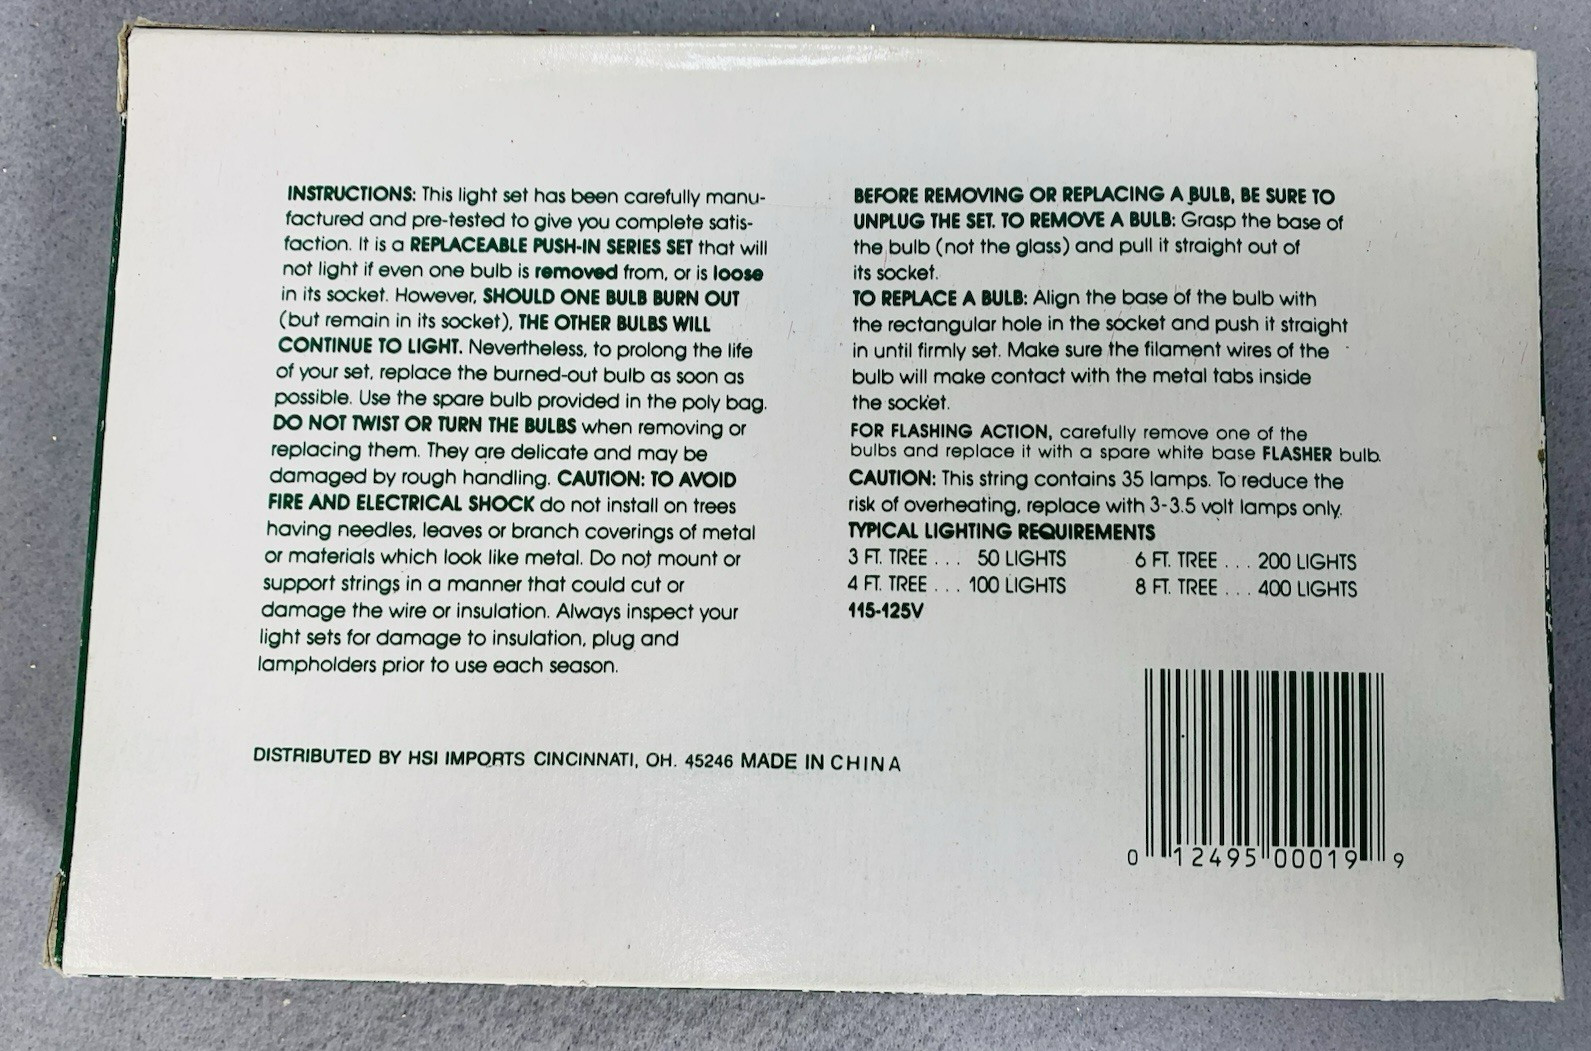 INSTRUCTIONS: This light set has been carefully manu-
factured and pre-tested to give you complete satis-
faction. It is a REPLACEABLE PUSH-IN SERIES SET that will
not light if even one bulb is removed from, or is loose
in its socket. However, SHOULD ONE BULB BURN OUT
(but remain in its socket), THE OTHER BULBS WILL
CONTINUE TO LIGHT. Nevertheless, to prolong the life
of your set, replace the burned-out bulb as soon as
possible. Use the spare bulb provided in the poly bag.
DO NOT TWIST OR TURN THE BULBS when removing or
replacing them. They are delicate and may be
damaged by rough handling. CAUTION: TO AVOID
FIRE AND ELECTRICAL SHOCK do not install on trees
having needles, leaves or branch coverings of metal
or materials which look like metal. Do not mount or
support strings in a manner that could cut or
damage the wire or insulation. Always inspect your
light sets for damage to insulation, plug and
lampholders prior to use each season.
BEFORE REMOVING OR REPLACING A BULB, BE SURE TO
UNPLUG THE SET. TO REMOVE A BULB: Grasp the base of
the bulb (not the glass) and pull it straight out of
its socket.
TO REPLACE A BULB: Align the base of the bulb with
the rectangular hole in the socket and push it straight
in until firmly set. Make sure the filament wires of the
bulb will make contact with the metal tabs inside
the socket.
FOR FLASHING ACTION, carefully remove one of the
bulbs and replace it with a spare white base FLASHER bulb.
CAUTION: This string contains 35 lamps. To reduce the
risk of overheating, replace with 3-3.5 volt lamps only.
TYPICAL LIGHTING REQUIREMENTS
3 FT. TREE . . . 50 LIGHTS 6 FT. TREE . . . 200 LIGHTS
4 FT. TREE . . . 100 LIGHTS 8 FT. TREE . . . 400 LIGHTS
115-125V
DISTRIBUTED BY HSI IMPORTS CINCINNATI, OH. 45246 MADE IN CHINA
0 12495 00019 9